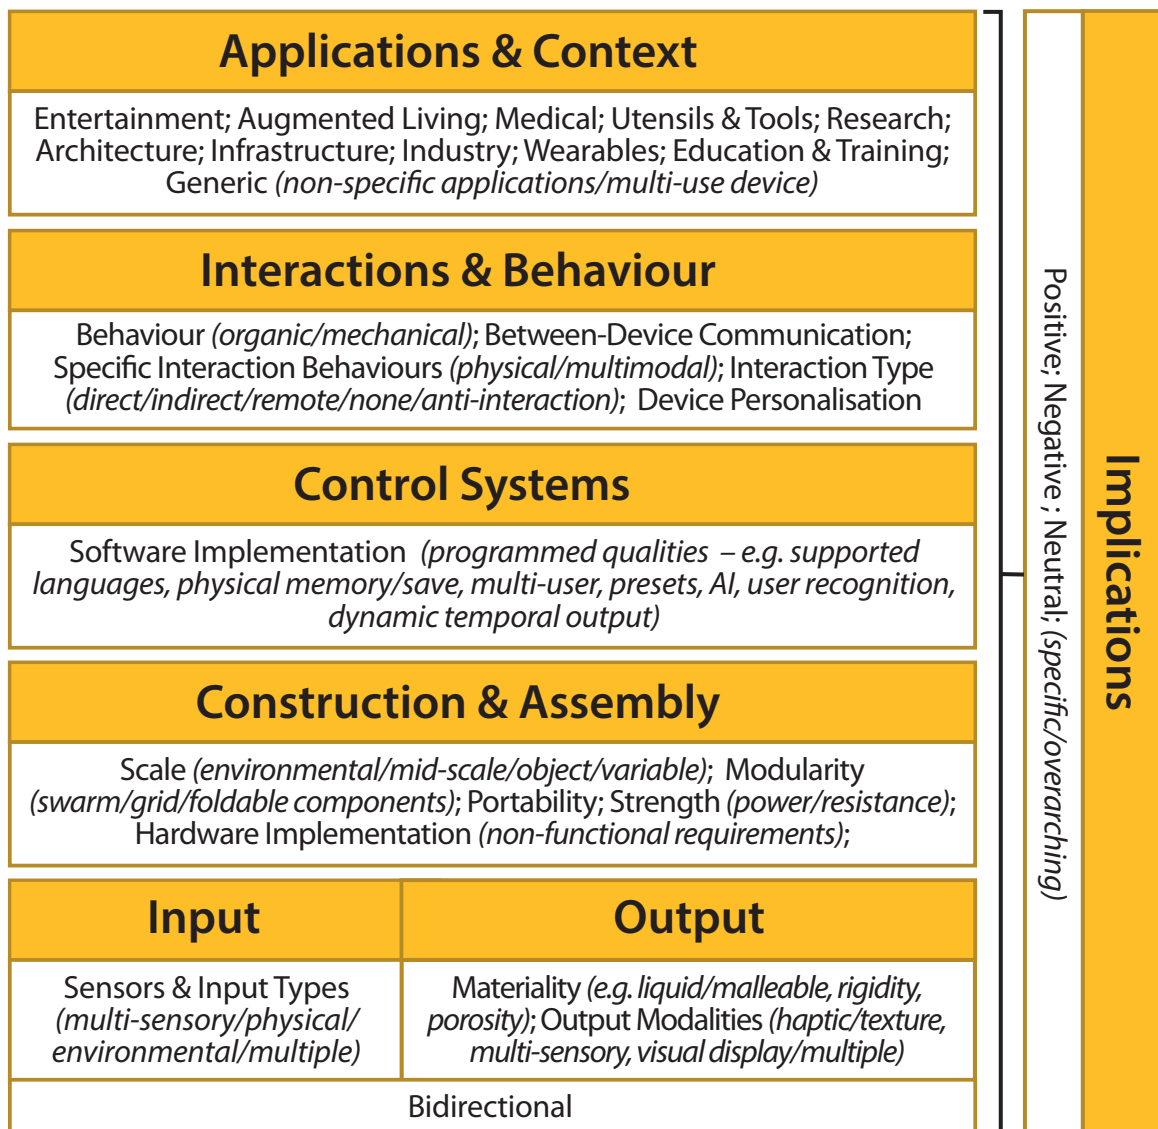 Applications & Context
Entertainment; Augmented Living; Medical; Utensils & Tools; Research;
Architecture; Infrastructure; Industry; Wearables; Education & Training;
Generic (non-specific applications/multi-use device)
Interactions & Behaviour
Behaviour (organic/mechanical); Between-Device Communication;
Specific Interaction Behaviours (physical/multimodal); Interaction Type
(direct/indirect/remote/none/anti-interaction); Device Personalisation
Control Systems
Software Implementation (programmed qualities – e.g. supported
languages, physical memory/save, multi-user, presets, AI, user recognition,
dynamic temporal output)
Construction & Assembly
Scale (environmental/mid-scale/object/variable); Modularity
(swarm/grid/foldable components); Portability; Strength (power/resistance);
Hardware Implementation (non-functional requirements);
Input
Sensors & Input Types
(multi-sensory/physical/
environmental/multiple)
Output
Materiality (e.g. liquid/malleable, rigidity,
porosity); Output Modalities (haptic/texture,
multi-sensory, visual display/multiple)
Bidirectional
Positive; Negative ; Neutral; (specific/overarching)
Implications